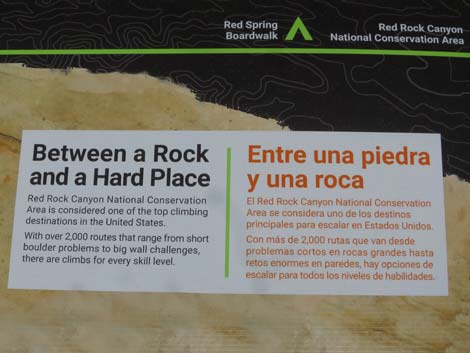 Red Spring
Boardwalk
Red Rock Canyon
National Conservation Area
Between a Rock
and a Hard Place
Red Rock Canyon National Conservation
Area is considered one of the top climbing
destinations in the United States.
With over 2,000 routes that range from short
boulder problems to big wall challenges,
there are climbs for every skill level.
Entre una piedra
y una roca
El Red Rock Canyon National Conservation
Area se considera uno de los destinos
principales para escalar en Estados Unidos.
Con más de 2,000 rutas que van desde
problemas cortos en rocas grandes hasta
retos enormes en paredes, hay opciones de
escalar para todos los niveles de habilidades.